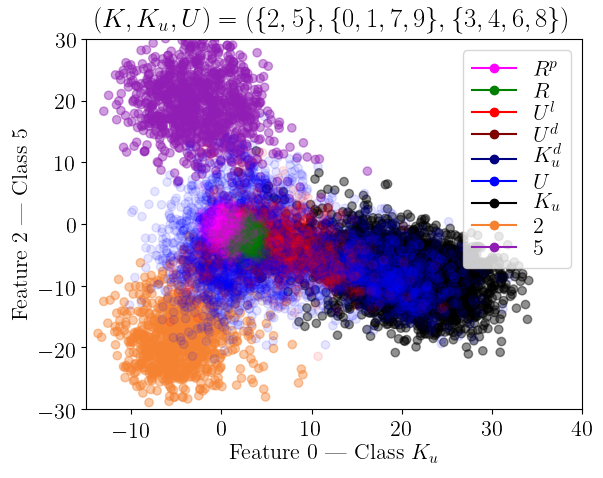 (K, K_u, U) = ({2, 5}, {0, 1, 7, 9}, {3, 4, 6, 8})
30
20
10
0
−10
−20
−30
Feature 2 — Class 5
−10
0
10
20
30
40
Feature 0 — Class K_u
R^p
R
U^l
U^d
K_u^d
U
K_u
2
5